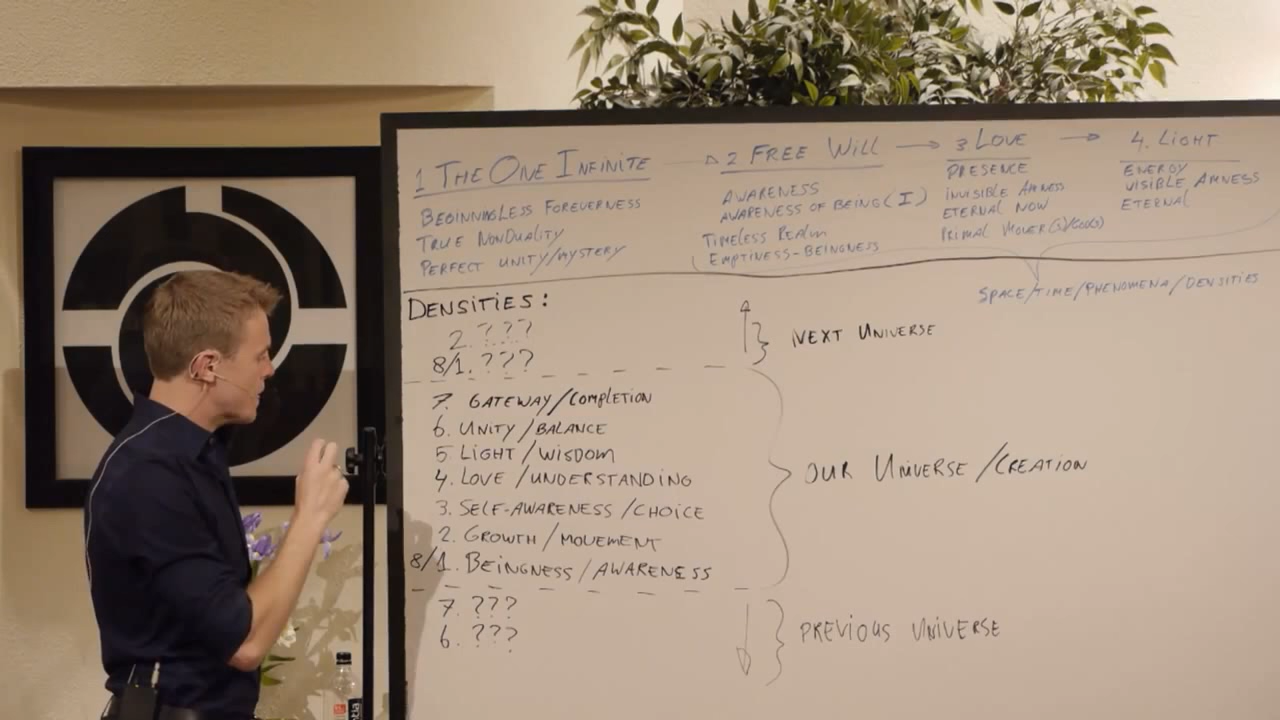 1 THE ONE INFINITE → 2 FREE WILL → 3 LOVE → 4. LIGHT
BEGINNINGLESS FOREVERNESS
TRUE NONDUALITY
PERFECT UNITY/MYSTERY
AWARENESS
AWARENESS OF BEING (I)
TIMELESS REALM
EMPTINESS-BEINGNESS
PRESENCE
INVISIBLE AMNESS
ETERNAL NOW
PRIMAL MOVER(S)/GOD(S)
ENERGY
VISIBLE AMNESS
ETERNAL
SPACE/TIME/PHENOMENA/DENSITIES
DENSITIES:
2. ???
8/1. ???
NEXT UNIVERSE
7. GATEWAY/COMPLETION
6. UNITY/BALANCE
5. LIGHT/WISDOM
4. LOVE/UNDERSTANDING
3. SELF-AWARENESS/CHOICE
2. GROWTH/MOVEMENT
8/1. BEINGNESS/AWARENESS
OUR UNIVERSE/CREATION
7. ???
6. ???
PREVIOUS UNIVERSE